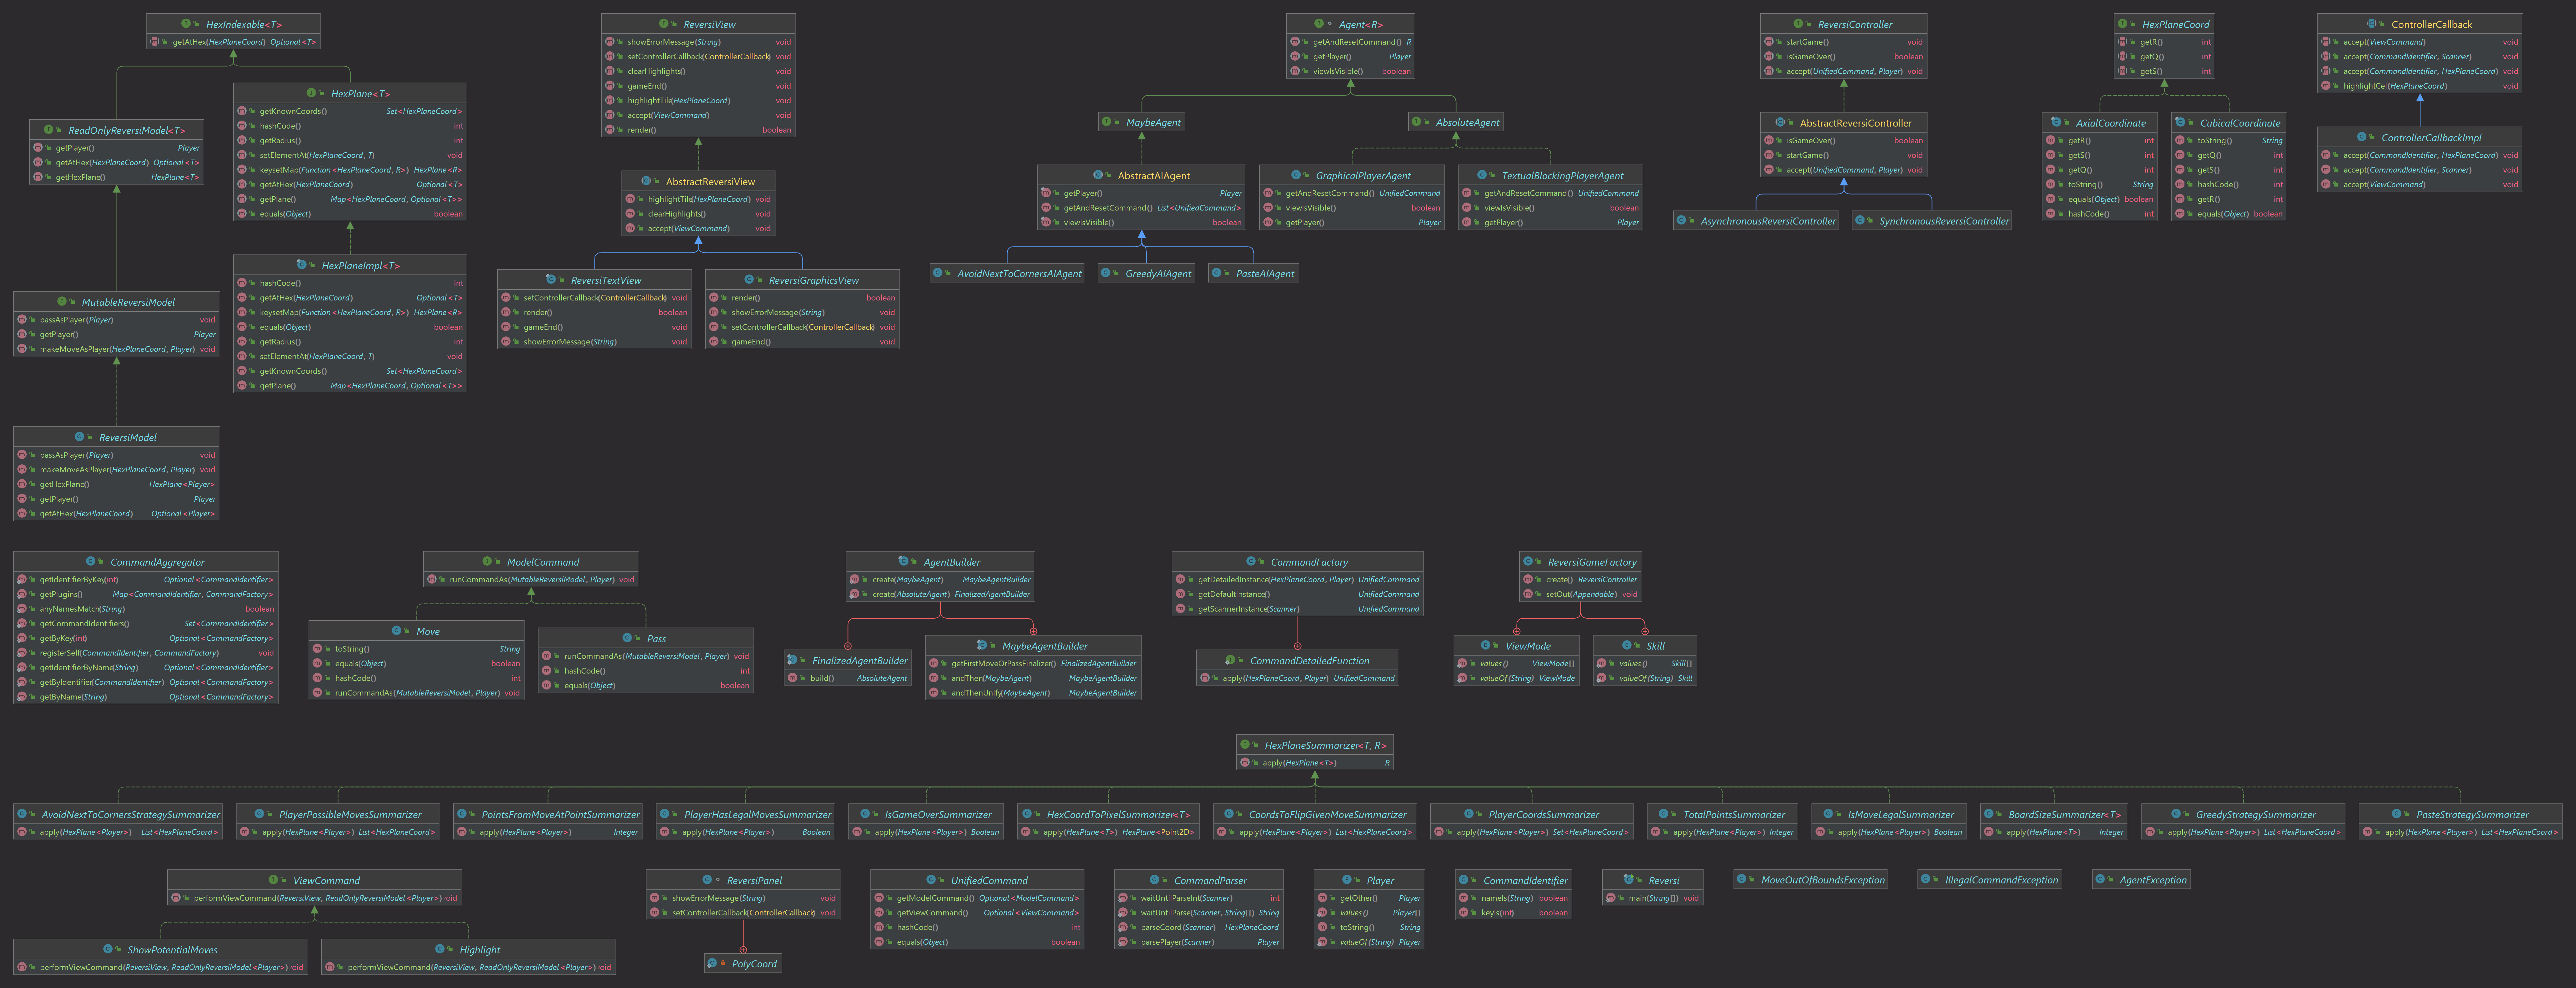 HexIndexable<T>
getAtHex(HexPlaneCoord) Optional<T>
ReadOnlyReversiModel<T>
getPlayer() Player
getAtHex(HexPlaneCoord) Optional<T>
getHexPlane() HexPlane<T>
HexPlane<T>
getKnownCoords() Set<HexPlaneCoord>
hashCode() int
getRadius() int
setElementAt(HexPlaneCoord, T) void
keysetMap(Function<HexPlaneCoord, R>) HexPlane<R>
getAtHex(HexPlaneCoord) Optional<T>
getPlane() Map<HexPlaneCoord, Optional<T>>
equals(Object) boolean
HexPlaneImpl<T>
hashCode() int
getAtHex(HexPlaneCoord) Optional<T>
keysetMap(Function<HexPlaneCoord, R>) HexPlane<R>
equals(Object) boolean
getRadius() int
setElementAt(HexPlaneCoord, T) void
getKnownCoords() Set<HexPlaneCoord>
getPlane() Map<HexPlaneCoord, Optional<T>>
MutableReversiModel
passAsPlayer(Player) void
getPlayer() Player
makeMoveAsPlayer(HexPlaneCoord, Player) void
ReversiModel
passAsPlayer(Player) void
makeMoveAsPlayer(HexPlaneCoord, Player) void
getHexPlane() HexPlane<Player>
getPlayer() Player
getAtHex(HexPlaneCoord) Optional<Player>
ReversiView
showErrorMessage(String) void
setControllerCallback(ControllerCallback) void
clearHighlights() void
gameEnd() void
highlightTile(HexPlaneCoord) void
accept(ViewCommand) void
render() boolean
AbstractReversiView
highlightTile(HexPlaneCoord) void
clearHighlights() void
accept(ViewCommand) void
ReversiTextView
setControllerCallback(ControllerCallback) void
render() boolean
gameEnd() void
showErrorMessage(String) void
ReversiGraphicsView
render() boolean
showErrorMessage(String) void
setControllerCallback(ControllerCallback) void
gameEnd() void
Agent<R>
getAndResetCommand() R
getPlayer() Player
viewIsVisible() boolean
MaybeAgent
AbsoluteAgent
AbstractAIAgent
getPlayer() Player
getAndResetCommand() List<UnifiedCommand>
viewIsVisible() boolean
GraphicalPlayerAgent
getAndResetCommand() UnifiedCommand
viewIsVisible() boolean
getPlayer() Player
TextualBlockingPlayerAgent
getAndResetCommand() UnifiedCommand
viewIsVisible() boolean
getPlayer() Player
AvoidNextToCornersAIAgent
GreedyAIAgent
PasteAIAgent
ReversiController
startGame() void
isGameOver() boolean
accept(UnifiedCommand, Player) void
AbstractReversiController
isGameOver() boolean
startGame() void
accept(UnifiedCommand, Player) void
AsynchronousReversiController
SynchronousReversiController
HexPlaneCoord
getR() int
getQ() int
getS() int
AxialCoordinate
getR() int
getS() int
getQ() int
toString() String
equals(Object) boolean
hashCode() int
CubicalCoordinate
toString() String
getQ() int
getS() int
hashCode() int
getR() int
equals(Object) boolean
ControllerCallback
accept(ViewCommand) void
accept(CommandIdentifier, Scanner) void
accept(CommandIdentifier, HexPlaneCoord) void
highlightCell(HexPlaneCoord) void
ControllerCallbackImpl
accept(CommandIdentifier, HexPlaneCoord) void
accept(CommandIdentifier, Scanner) void
accept(ViewCommand) void
CommandAggregator
getIdentifierByKey(int) Optional<CommandIdentifier>
getPlugins() Map<CommandIdentifier, CommandFactory>
anyNamesMatch(String) boolean
getCommandIdentifiers() Set<CommandIdentifier>
getByKey(int) Optional<CommandFactory>
registerSelf(CommandIdentifier, CommandFactory) void
getIdentifierByName(String) Optional<CommandIdentifier>
getByIdentifier(CommandIdentifier) Optional<CommandFactory>
getByName(String) Optional<CommandFactory>
ModelCommand
runCommandAs(MutableReversiModel, Player) void
Move
toString() String
equals(Object) boolean
hashCode() int
runCommandAs(MutableReversiModel, Player) void
Pass
runCommandAs(MutableReversiModel, Player) void
hashCode() int
equals(Object) boolean
AgentBuilder
create(MaybeAgent) MaybeAgentBuilder
create(AbsoluteAgent) FinalizedAgentBuilder
FinalizedAgentBuilder
build() AbsoluteAgent
MaybeAgentBuilder
getFirstMoveOrPassFinalizer() FinalizedAgentBuilder
andThen(MaybeAgent) MaybeAgentBuilder
andThenUnify(MaybeAgent) MaybeAgentBuilder
CommandFactory
getDetailedInstance(HexPlaneCoord, Player) UnifiedCommand
getDefaultInstance() UnifiedCommand
getScannerInstance(Scanner) UnifiedCommand
CommandDetailedFunction
apply(HexPlaneCoord, Player) UnifiedCommand
ReversiGameFactory
create() ReversiController
setOut(Appendable) void
ViewMode
values() ViewMode[]
valueOf(String) ViewMode
Skill
values() Skill[]
valueOf(String) Skill
HexPlaneSummarizer<T, R>
apply(HexPlane<T>) R
AvoidNextToCornersStrategySummarizer
apply(HexPlane<Player>) List<HexPlaneCoord>
PlayerPossibleMovesSummarizer
apply(HexPlane<Player>) List<HexPlaneCoord>
PointsFromMoveAtPointSummarizer
apply(HexPlane<Player>) Integer
PlayerHasLegalMovesSummarizer
apply(HexPlane<Player>) Boolean
IsGameOverSummarizer
apply(HexPlane<Player>) Boolean
HexCoordToPixelSummarizer<T>
apply(HexPlane<T>) HexPlane<Point2D>
CoordsToFlipGivenMoveSummarizer
apply(HexPlane<Player>) List<HexPlaneCoord>
PlayerCoordsSummarizer
apply(HexPlane<Player>) Set<HexPlaneCoord>
TotalPointsSummarizer
apply(HexPlane<Player>) Integer
IsMoveLegalSummarizer
apply(HexPlane<Player>) Boolean
BoardSizeSummarizer<T>
apply(HexPlane<T>) Integer
GreedyStrategySummarizer
apply(HexPlane<Player>) List<HexPlaneCoord>
PasteStrategySummarizer
apply(HexPlane<Player>) List<HexPlaneCoord>
ViewCommand
performViewCommand(ReversiView, ReadOnlyReversiModel<Player>) void
ShowPotentialMoves
performViewCommand(ReversiView, ReadOnlyReversiModel<Player>) void
Highlight
performViewCommand(ReversiView, ReadOnlyReversiModel<Player>) void
ReversiPanel
showErrorMessage(String) void
setControllerCallback(ControllerCallback) void
PolyCoord
UnifiedCommand
getModelCommand() Optional<ModelCommand>
getViewCommand() Optional<ViewCommand>
hashCode() int
equals(Object) boolean
CommandParser
waitUntilParseInt(Scanner) int
waitUntilParse(Scanner, String[]) String
parseCoord(Scanner) HexPlaneCoord
parsePlayer(Scanner) Player
Player
getOther() Player
values() Player[]
toString() String
valueOf(String) Player
CommandIdentifier
nameIs(String) boolean
keyIs(int) boolean
Reversi
main(String[]) void
MoveOutOfBoundsException
IllegalCommandException
AgentException